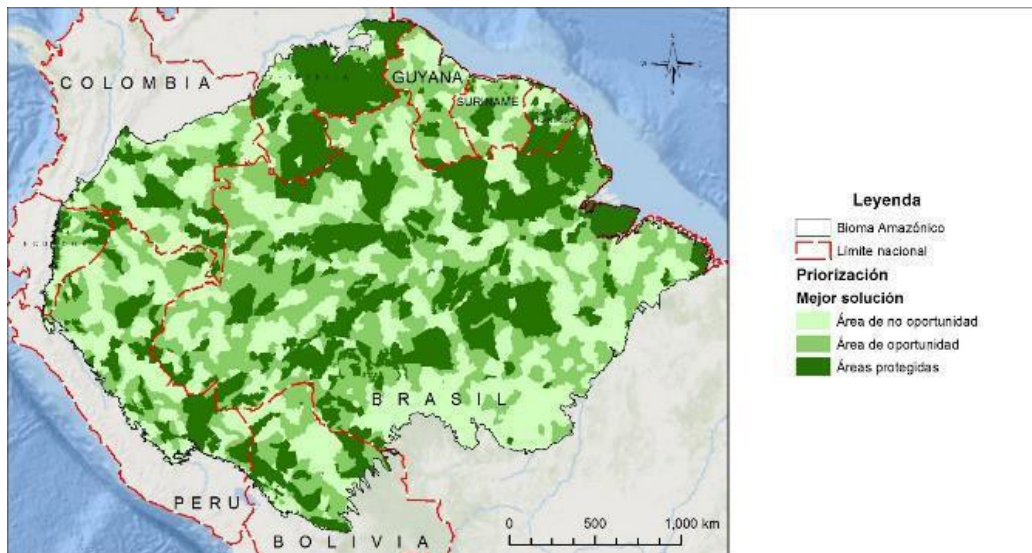 COLOMBIA
GUYANA
SURINAME
ECUADOR
BRASIL
PERU
BOLIVIA
0 500 1,000 km
Leyenda
Bioma Amazónico
Límite nacional
Priorización
Mejor solución
Área de no oportunidad
Área de oportunidad
Áreas protegidas